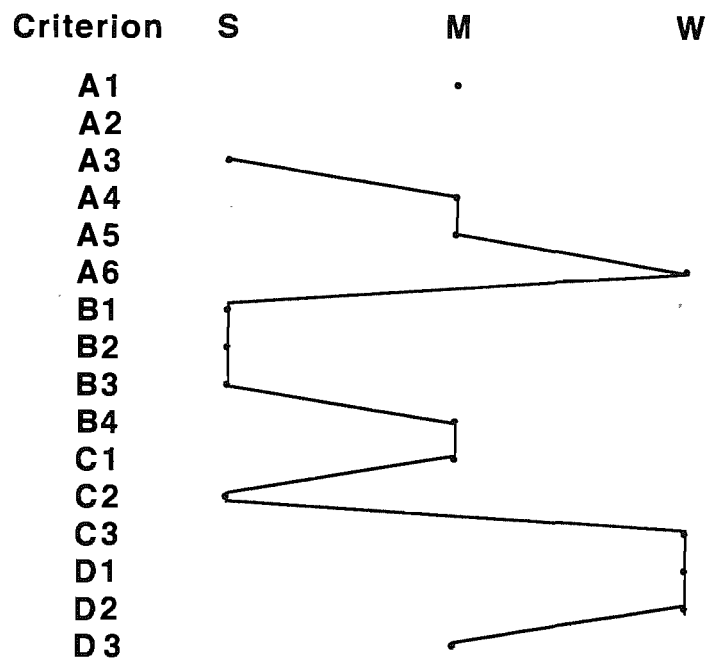 Criterion S M W
A1
A2
A3
A4
A5
A6
B1
B2
B3
B4
C1
C2
C3
D1
D2
D3